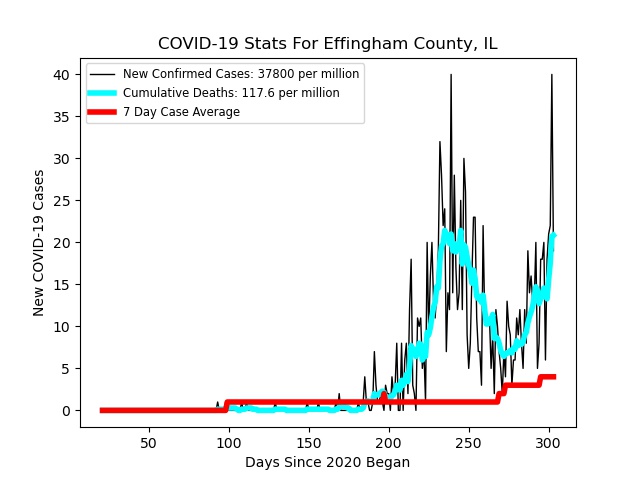 COVID-19 Stats For Effingham County, IL
New Confirmed Cases: 37800 per million
Cumulative Deaths: 117.6 per million
7 Day Case Average
New COVID-19 Cases
40
35
30
25
20
15
10
5
0
50 100 150 200 250 300
Days Since 2020 Began